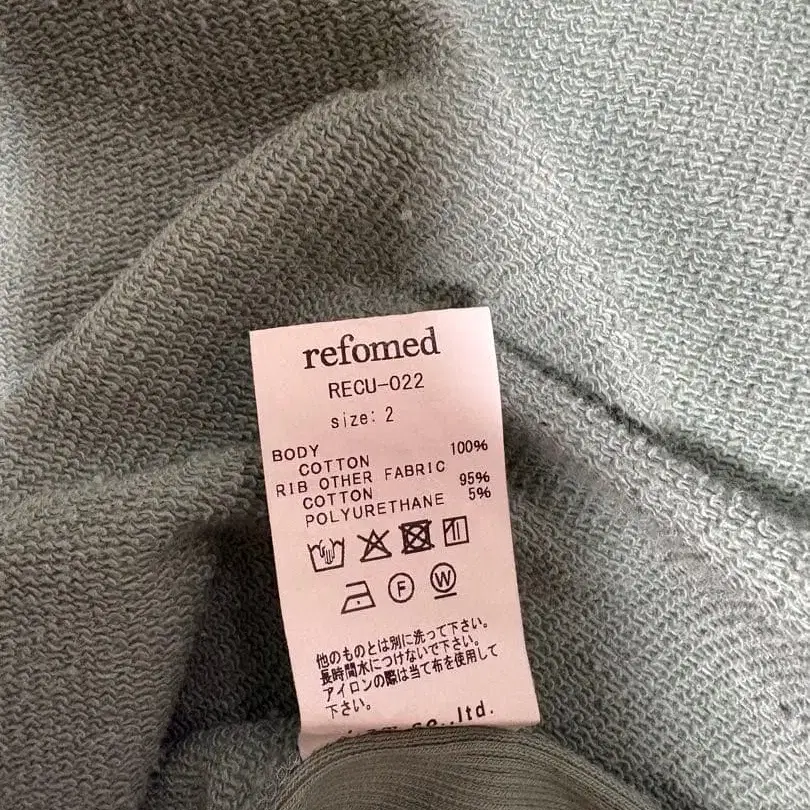 refomed
RECU-022
size: 2
BODY
COTTON 100%
RIB OTHER FABRIC
COTTON 95%
POLYURETHANE 5%
F W
他のものとは別に洗って下さい。
長時間水につけないで下さい。
アイロンの際は当て布を使用して
下さい。
co.,ltd.